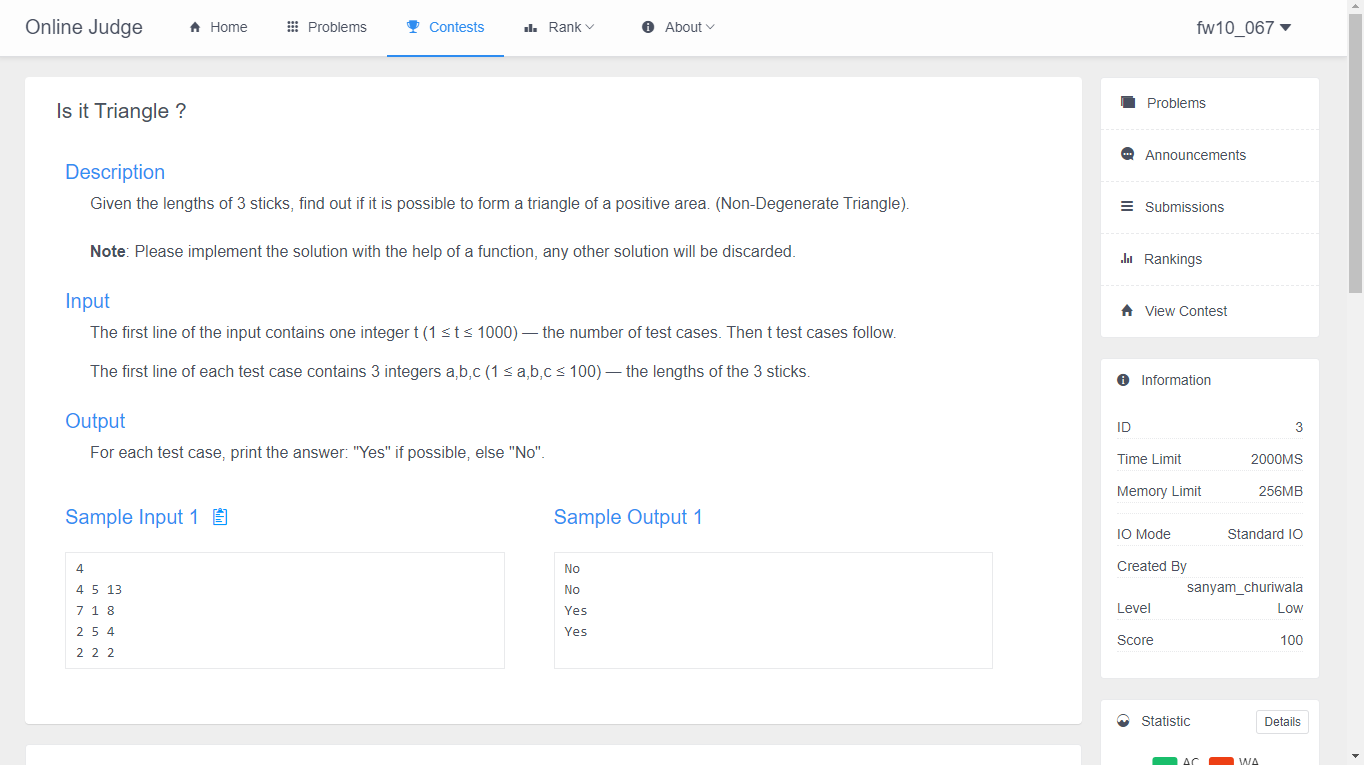 Online Judge Home Problems Contests Rank About fw10_067
Is it Triangle ?
Description
Given the lengths of 3 sticks, find out if it is possible to form a triangle of a positive area. (Non-Degenerate Triangle).
Note: Please implement the solution with the help of a function, any other solution will be discarded.
Input
The first line of the input contains one integer t (1 ≤ t ≤ 1000) — the number of test cases. Then t test cases follow.
The first line of each test case contains 3 integers a,b,c (1 ≤ a,b,c ≤ 100) — the lengths of the 3 sticks.
Output
For each test case, print the answer: "Yes" if possible, else "No".
Sample Input 1
4
4 5 13
7 1 8
2 5 4
2 2 2
Sample Output 1
No
No
Yes
Yes
Problems
Announcements
Submissions
Rankings
View Contest
Information
ID 3
Time Limit 2000MS
Memory Limit 256MB
IO Mode Standard IO
Created By
sanyam_churiwala
Level Low
Score 100
Statistic Details
AC WA